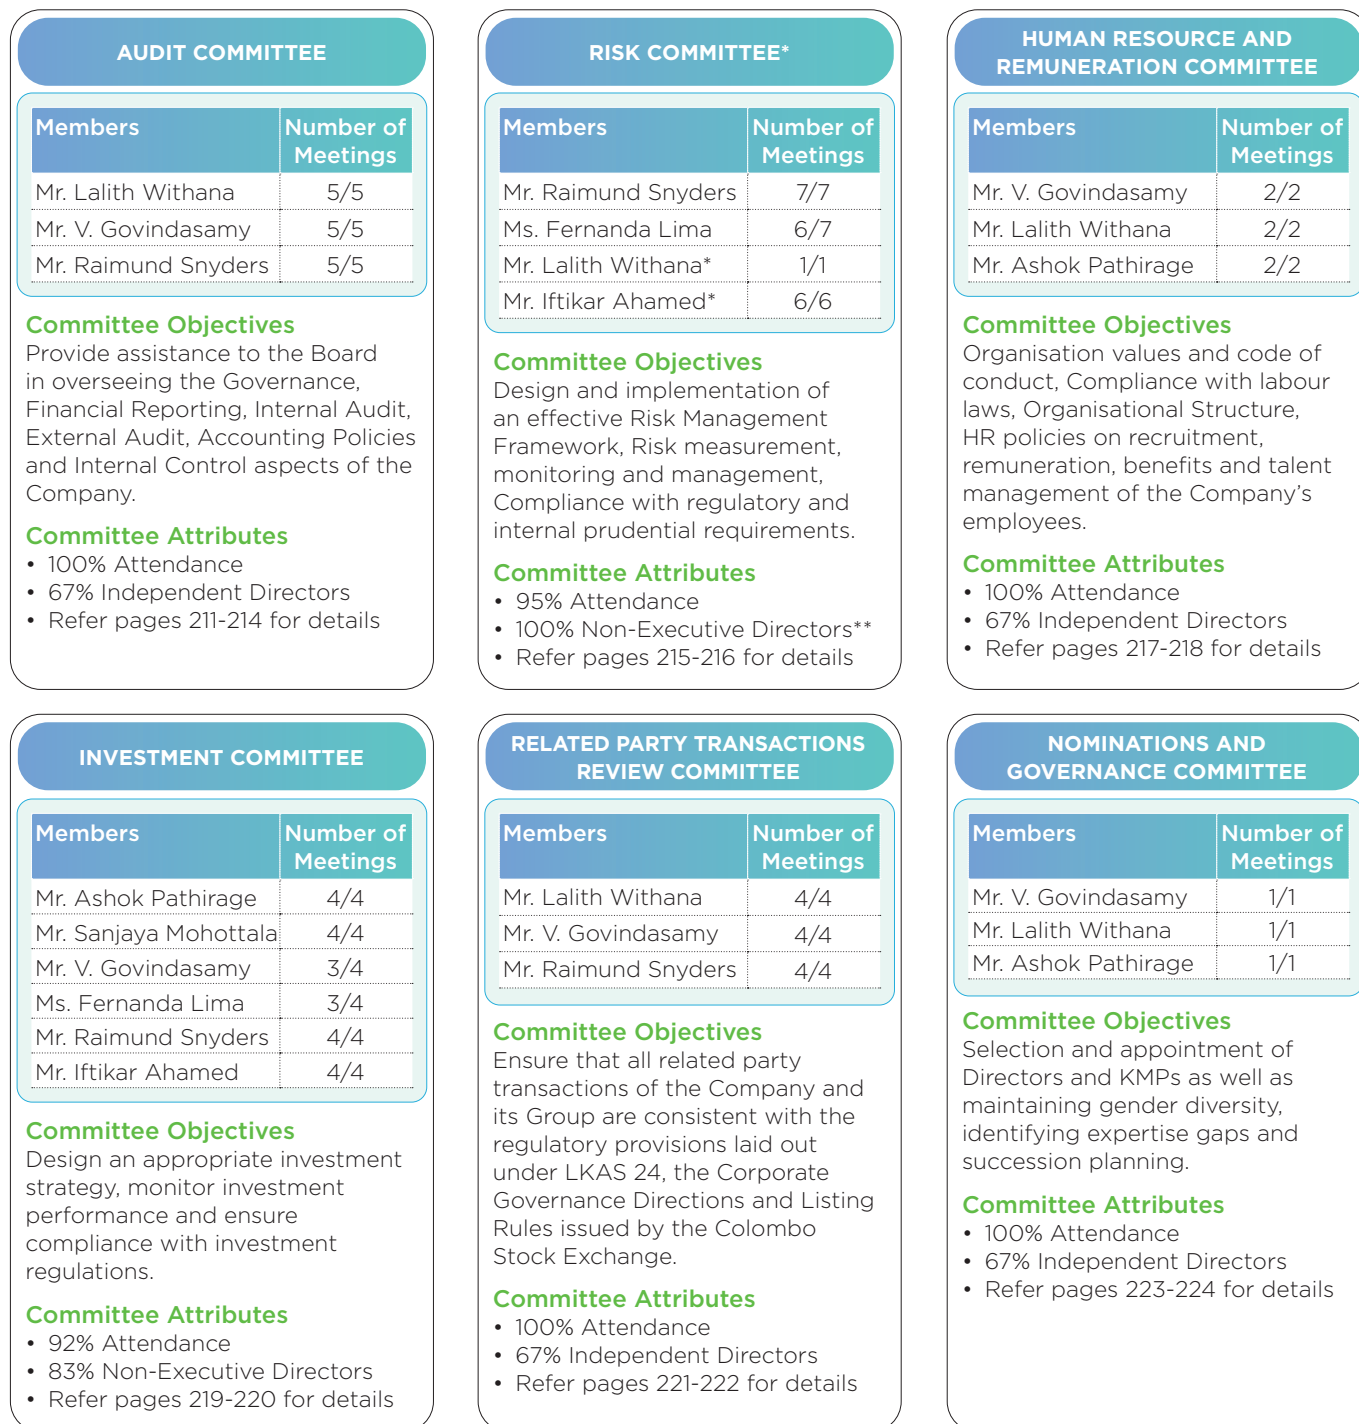 AUDIT COMMITTEE
Members Number of
Meetings
Mr. Lalith Withana 5/5
Mr. V. Govindasamy 5/5
Mr. Raimund Snyders 5/5
Committee Objectives
Provide assistance to the Board
in overseeing the Governance,
Financial Reporting, Internal Audit,
External Audit, Accounting Policies
and Internal Control aspects of the
Company.
Committee Attributes
• 100% Attendance
• 67% Independent Directors
• Refer pages 211-214 for details
RISK COMMITTEE*
Members Number of
Meetings
Mr. Raimund Snyders 7/7
Ms. Fernanda Lima 6/7
Mr. Lalith Withana* 1/1
Mr. Iftikar Ahamed* 6/6
Committee Objectives
Design and implementation of
an effective Risk Management
Framework, Risk measurement,
monitoring and management,
Compliance with regulatory and
internal prudential requirements.
Committee Attributes
• 95% Attendance
• 100% Non-Executive Directors**
• Refer pages 215-216 for details
HUMAN RESOURCE AND
REMUNERATION COMMITTEE
Members Number of
Meetings
Mr. V. Govindasamy 2/2
Mr. Lalith Withana 2/2
Mr. Ashok Pathirage 2/2
Committee Objectives
Organisation values and code of
conduct, Compliance with labour
laws, Organisational Structure,
HR policies on recruitment,
remuneration, benefits and talent
management of the Company's
employees.
Committee Attributes
• 100% Attendance
• 67% Independent Directors
• Refer pages 217-218 for details
INVESTMENT COMMITTEE
Members Number of
Meetings
Mr. Ashok Pathirage 4/4
Mr. Sanjaya Mohottala 4/4
Mr. V. Govindasamy 3/4
Ms. Fernanda Lima 3/4
Mr. Raimund Snyders 4/4
Mr. Iftikar Ahamed 4/4
Committee Objectives
Design an appropriate investment
strategy, monitor investment
performance and ensure
compliance with investment
regulations.
Committee Attributes
• 92% Attendance
• 83% Non-Executive Directors
• Refer pages 219-220 for details
RELATED PARTY TRANSACTIONS
REVIEW COMMITTEE
Members Number of
Meetings
Mr. Lalith Withana 4/4
Mr. V. Govindasamy 4/4
Mr. Raimund Snyders 4/4
Committee Objectives
Ensure that all related party
transactions of the Company and
its Group are consistent with the
regulatory provisions laid out
under LKAS 24, the Corporate
Governance Directions and Listing
Rules issued by the Colombo
Stock Exchange.
Committee Attributes
• 100% Attendance
• 67% Independent Directors
• Refer pages 221-222 for details
NOMINATIONS AND
GOVERNANCE COMMITTEE
Members Number of
Meetings
Mr. V. Govindasamy 1/1
Mr. Lalith Withana 1/1
Mr. Ashok Pathirage 1/1
Committee Objectives
Selection and appointment of
Directors and KMPs as well as
maintaining gender diversity,
identifying expertise gaps and
succession planning.
Committee Attributes
• 100% Attendance
• 67% Independent Directors
• Refer pages 223-224 for details